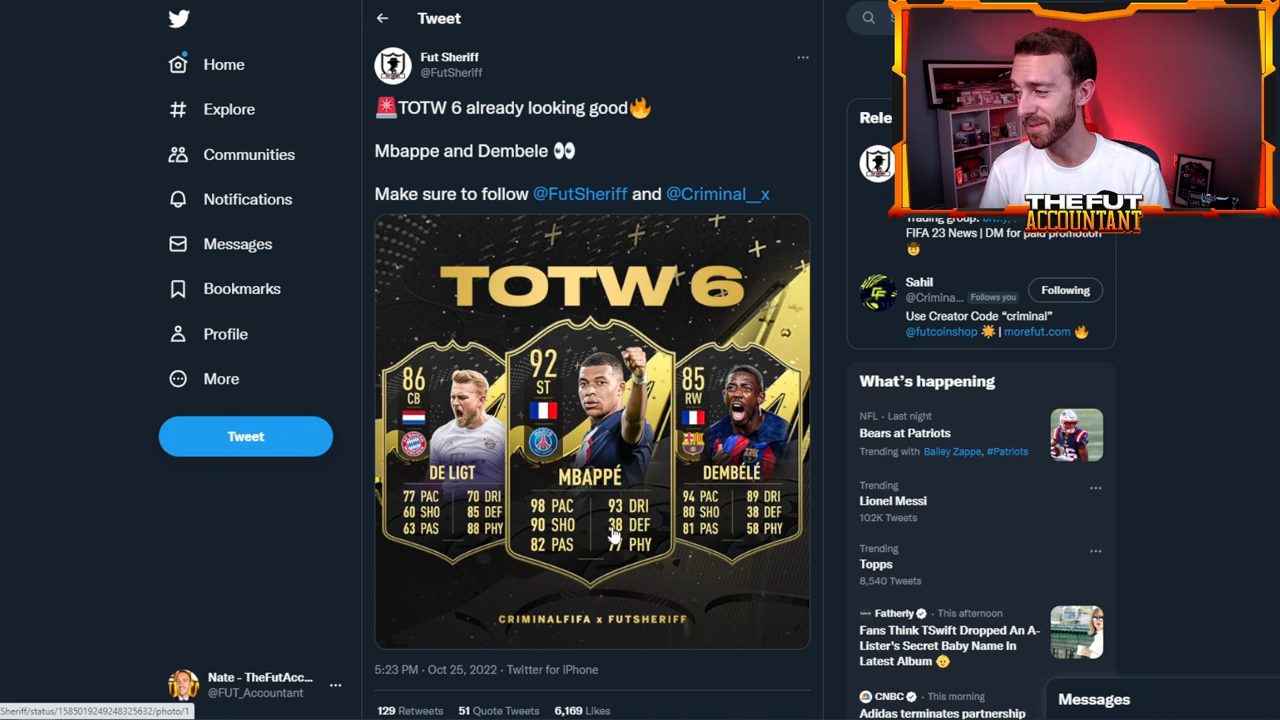 Home
Explore
Communities
Notifications
Messages
Bookmarks
Profile
More
Tweet
Nate - TheFutAcc...
@FUT_Accountant
Sheriff/status/1585019249248325632/photo/1
Tweet
Fut Sheriff
@FutSheriff
🚨TOTW 6 already looking good🔥
Mbappe and Dembele 👀
Make sure to follow @FutSheriff and @Criminal__x
TOTW 6
86
CB
DE LIGT
77 PAC 70 DRI
60 SHO 85 DEF
63 PAS 88 PHY
92
ST
MBAPPÉ
98 PAC 93 DRI
90 SHO 38 DEF
82 PAS 77 PHY
85
RW
DEMBÉLÉ
94 PAC 89 DRI
80 SHO 38 DEF
81 PAS 58 PHY
CRIMINALFIFA x FUTSHERIFF
5:23 PM · Oct 25, 2022 · Twitter for iPhone
129 Retweets 51 Quote Tweets 6,169 Likes
THE FUT
ACCOUNTANT
Rele
Trading group:
FIFA 23 News | DM for paid promotion
🤠
Sahil
@Crimina... Follows you
Following
Use Creator Code “criminal”
@futcoinshop ☀️ | morefut.com 🔥
What’s happening
NFL · Last night
Bears at Patriots
Trending with Bailey Zappe, #Patriots
Trending
Lionel Messi
102K Tweets
Trending
Topps
8,540 Tweets
Fatherly · This afternoon
Fans Think TSwift Dropped An A-
Lister's Secret Baby Name In
Latest Album 👶
CNBC · This morning
Adidas terminates partnership
Messages